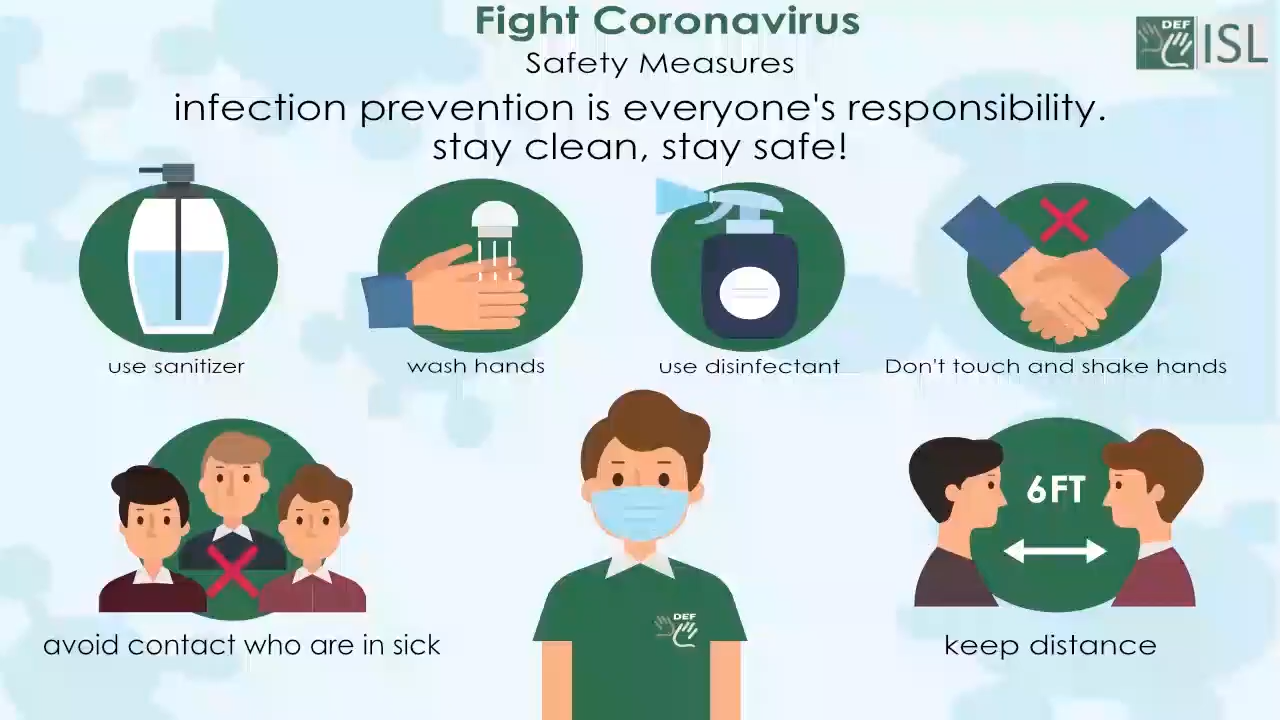 Fight Coronavirus
DEF
ISL
Safety Measures
infection prevention is everyone's responsibility.
stay clean, stay safe!
use sanitizer
wash hands
use disinfectant
Don't touch and shake hands
6FT
DEF
avoid contact who are in sick
keep distance